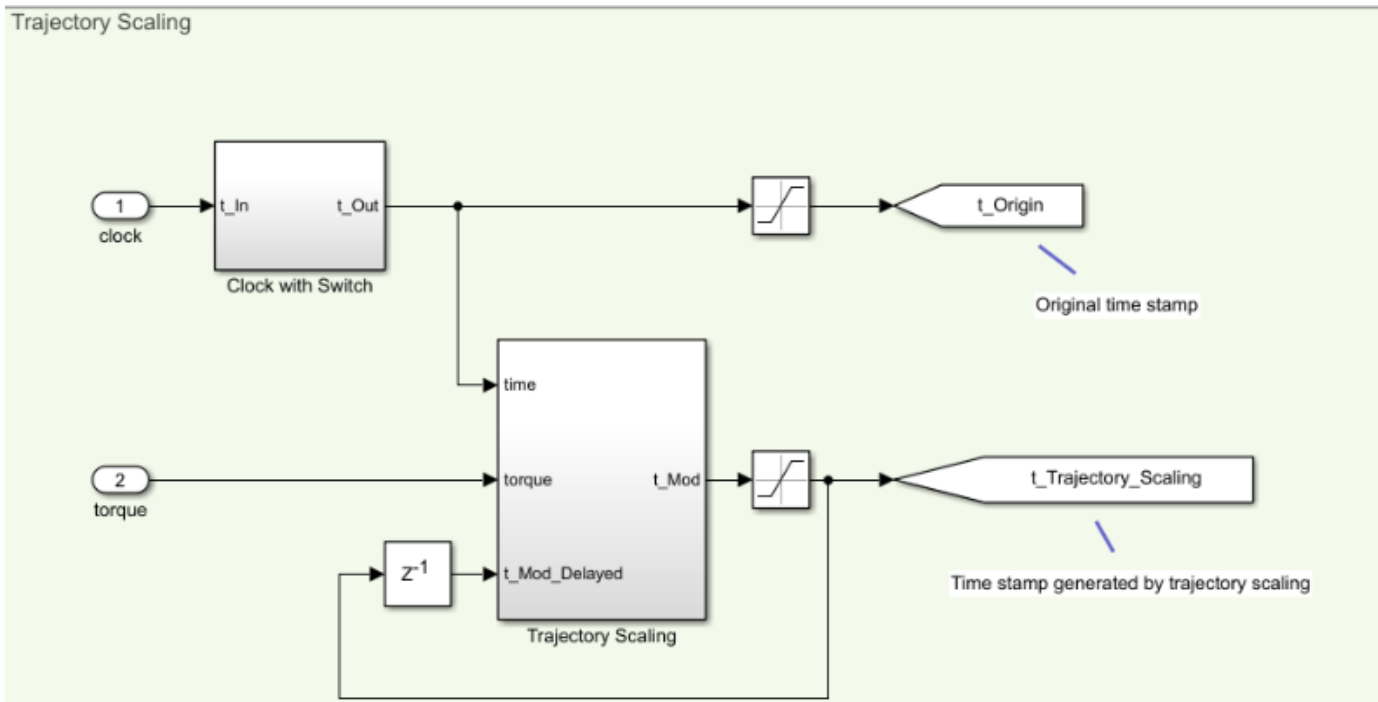 Trajectory Scaling
1
clock
t_In
t_Out
Clock with Switch
t_Origin
Original time stamp
time
2
torque
torque
t_Mod
t_Trajectory_Scaling
Z-1
t_Mod_Delayed
Time stamp generated by trajectory scaling
Trajectory Scaling